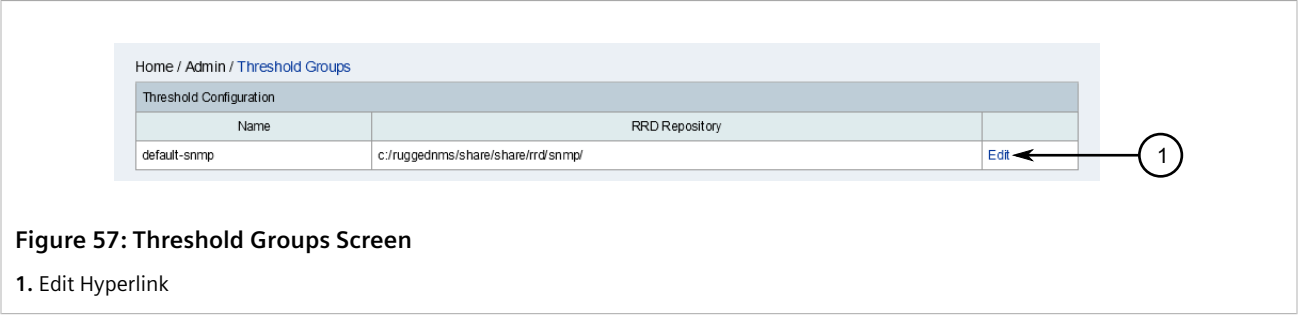 Home / Admin / Threshold Groups
Threshold Configuration
Name RRD Repository
default-snmp c:/ruggednms/share/share/rrd/snmp/ Edit 1
Figure 57: Threshold Groups Screen
1. Edit Hyperlink